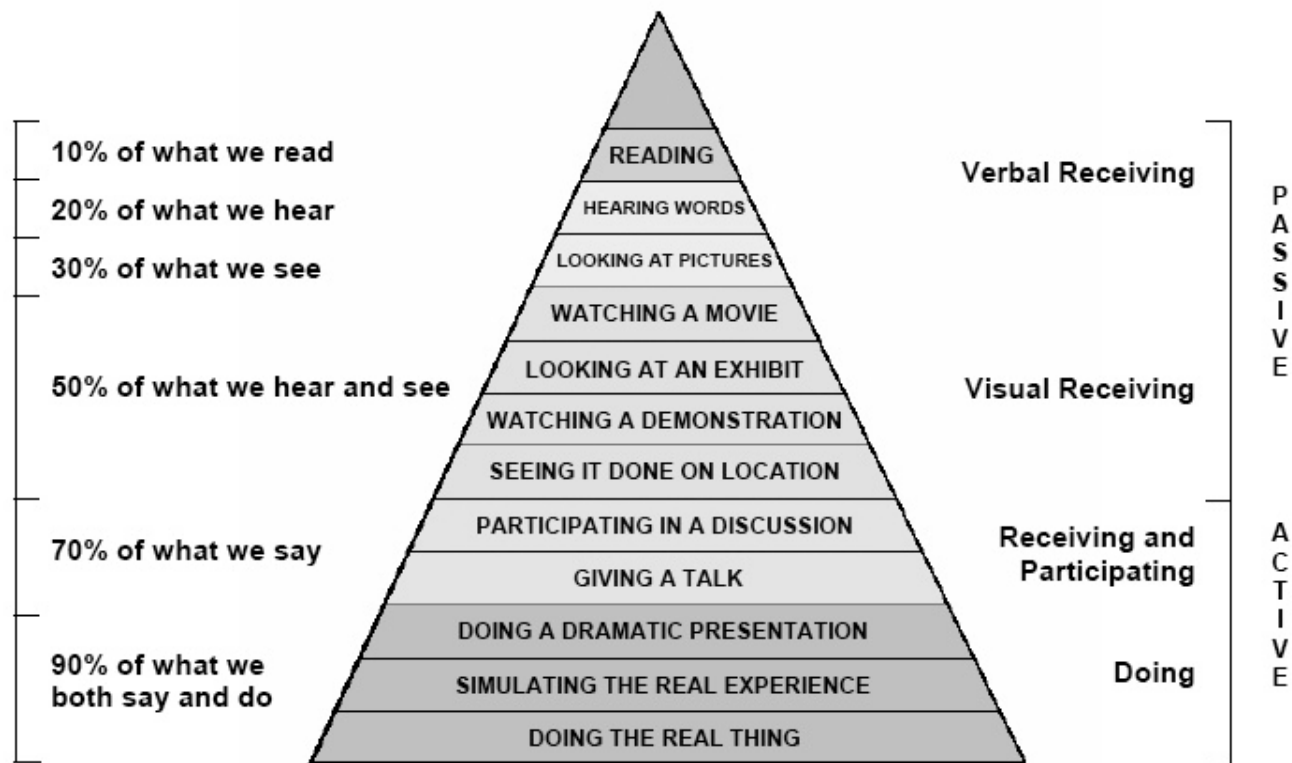 10% of what we read
20% of what we hear
30% of what we see
50% of what we hear and see
70% of what we say
90% of what we
both say and do
READING
HEARING WORDS
LOOKING AT PICTURES
WATCHING A MOVIE
LOOKING AT AN EXHIBIT
WATCHING A DEMONSTRATION
SEEING IT DONE ON LOCATION
PARTICIPATING IN A DISCUSSION
GIVING A TALK
DOING A DRAMATIC PRESENTATION
SIMULATING THE REAL EXPERIENCE
DOING THE REAL THING
Verbal Receiving
Visual Receiving
Receiving and
Participating
Doing
PASSIVE
ACTIVE